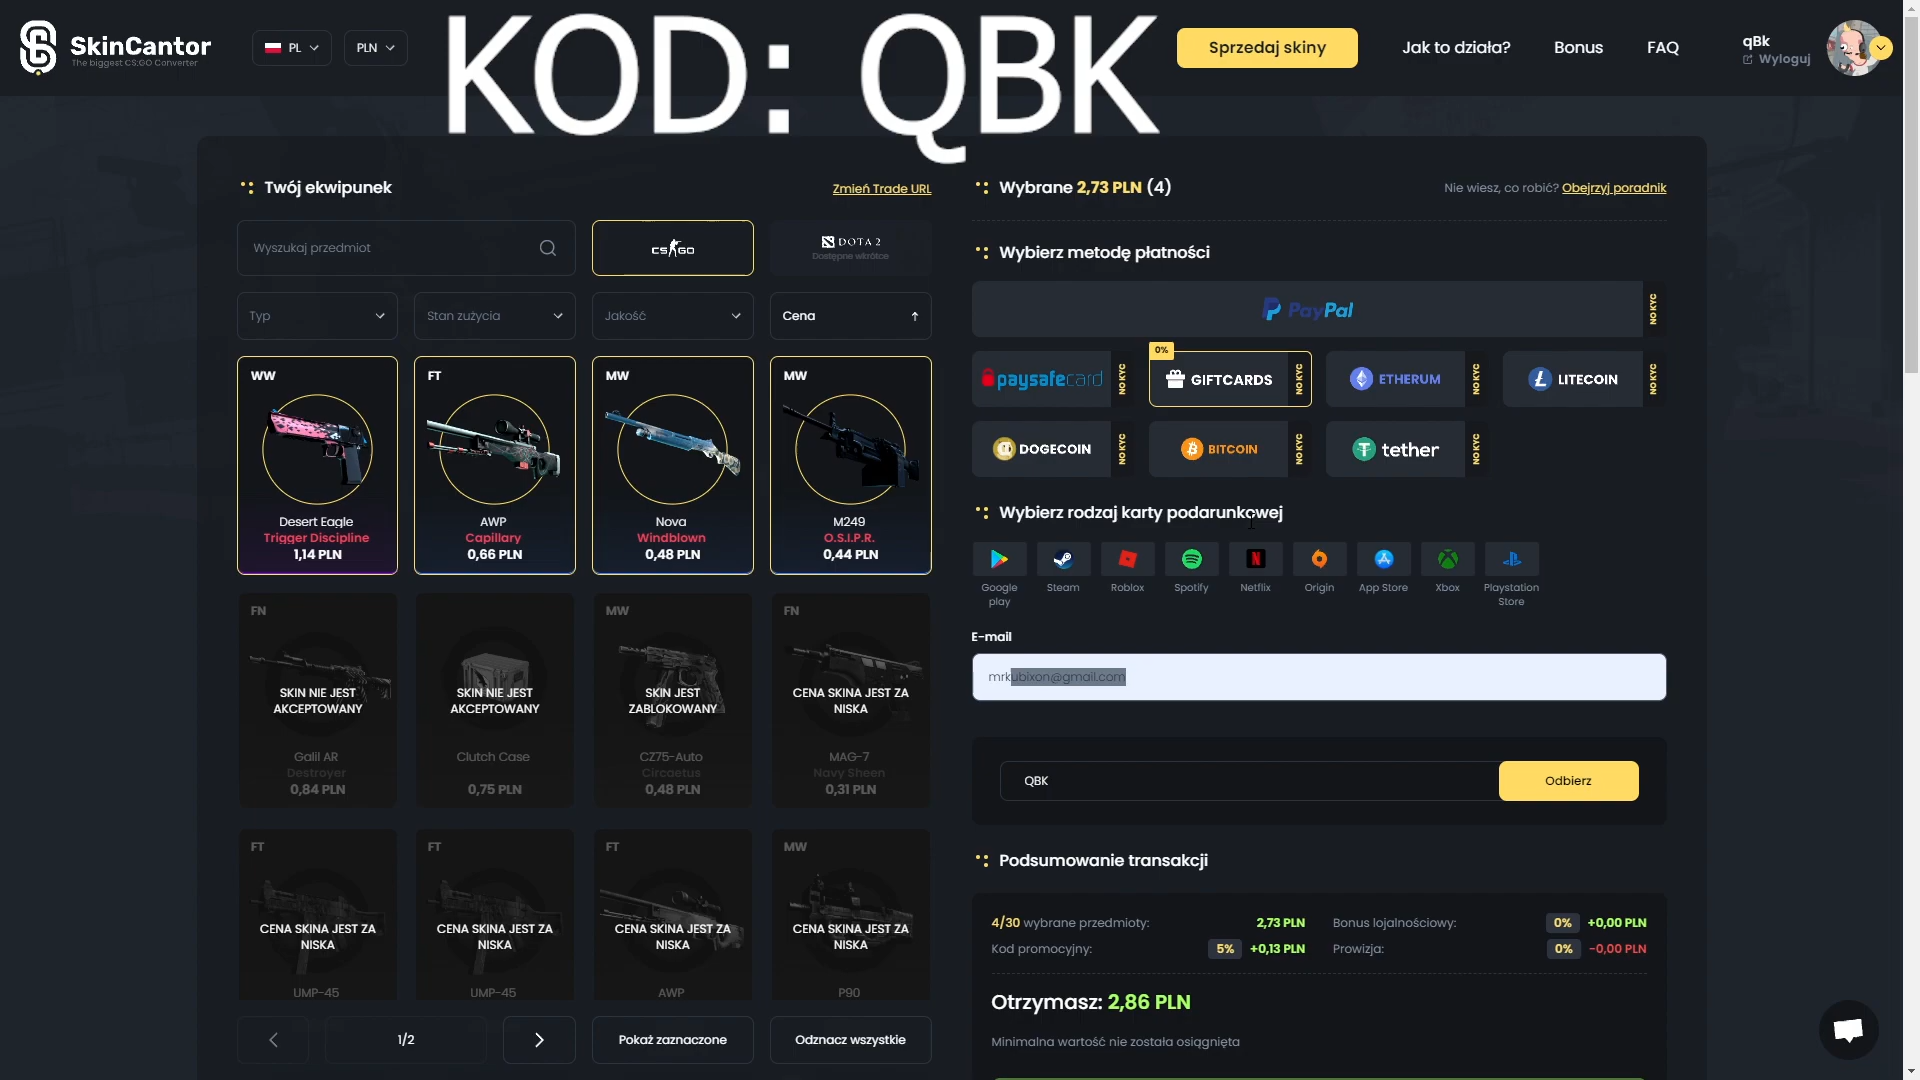 SkinCantor
The biggest CS:GO Converter
PL
PLN
KOD: QBK
Sprzedaj skiny
Jak to działa?
Bonus
FAQ
qBk
Wyloguj
Twój ekwipunek
Zmień Trade URL
Wyszukaj przedmiot
CS GO
DOTA 2
Dostępne wkrótce
Typ
Stan zużycia
Jakość
Cena
WW
Desert Eagle
Trigger Discipline
1,14 PLN
FT
AWP
Capillary
0,66 PLN
MW
Nova
Windblown
0,48 PLN
MW
M249
O.S.I.P.R.
0,44 PLN
FN
SKIN NIE JEST
AKCEPTOWANY
Galil AR
Destroyer
0,84 PLN
SKIN NIE JEST
AKCEPTOWANY
Clutch Case
0,75 PLN
MW
SKIN JEST
ZABLOKOWANY
CZ75-Auto
Circaetus
0,48 PLN
FN
CENA SKINA JEST ZA
NISKA
MAG-7
Navy Sheen
0,31 PLN
FT
CENA SKINA JEST ZA
NISKA
UMP-45
FT
CENA SKINA JEST ZA
NISKA
UMP-45
FT
CENA SKINA JEST ZA
NISKA
AWP
MW
CENA SKINA JEST ZA
NISKA
P90
1/2
Pokaż zaznaczone
Odznacz wszystkie
Wybrane 2,73 PLN (4)
Nie wiesz, co robić? Obejrzyj poradnik
Wybierz metodę płatności
PayPal
NO KYC
paysafecard
NO KYC
0%
GIFTCARDS
NO KYC
ETHERUM
NO KYC
LITECOIN
NO KYC
DOGECOIN
NO KYC
BITCOIN
NO KYC
tether
NO KYC
Wybierz rodzaj karty podarunkowej
Google
play
Steam
Roblox
Spotify
Netflix
Origin
App Store
Xbox
Playstation
Store
E-mail
mrkubixon@gmail.com
QBK
Odbierz
Podsumowanie transakcji
4/30 wybrane przedmioty: 2,73 PLN
Bonus lojalnościowy: 0% +0,00 PLN
Kod promocyjny: 5% +0,13 PLN
Prowizja: 0% -0,00 PLN
Otrzymasz: 2,86 PLN
Minimalna wartość nie została osiągnięta